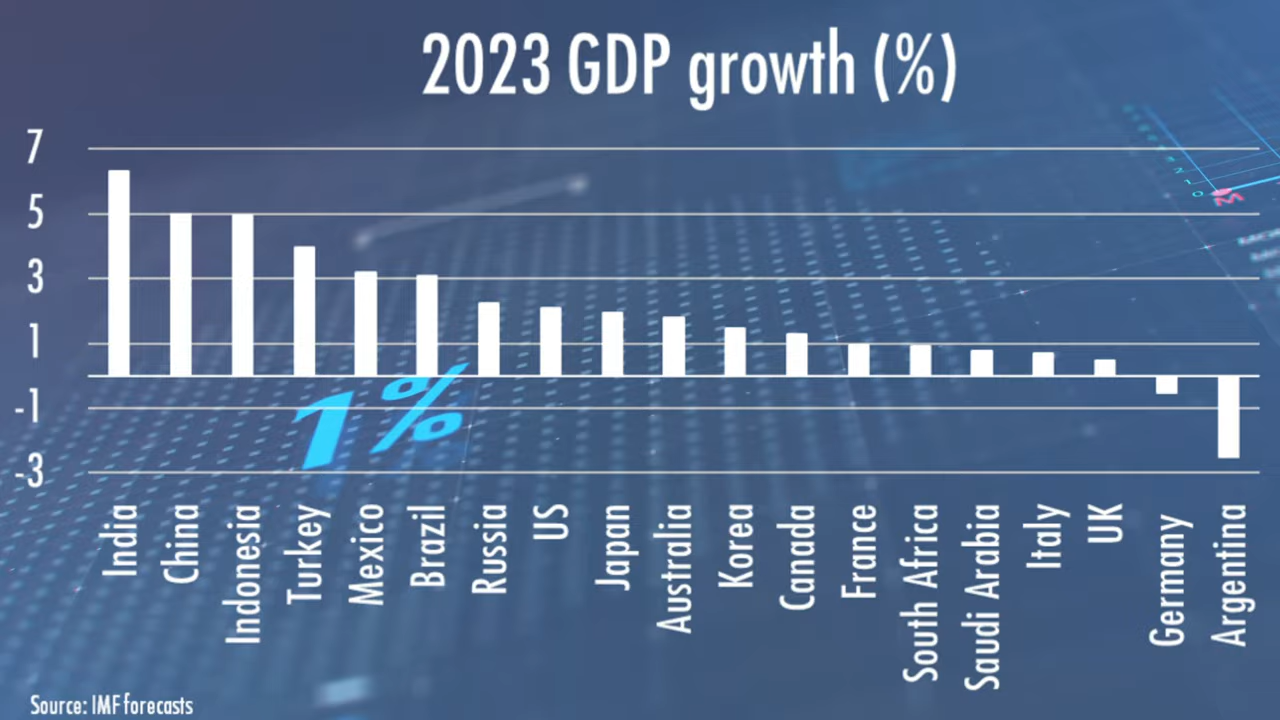 2023 GDP growth (%)
7
5
3
1
-1
-3
1%
India
China
Indonesia
Turkey
Mexico
Brazil
Russia
US
Japan
Australia
Korea
Canada
France
South Africa
Saudi Arabia
Italy
UK
Germany
Argentina
Source: IMF forecasts